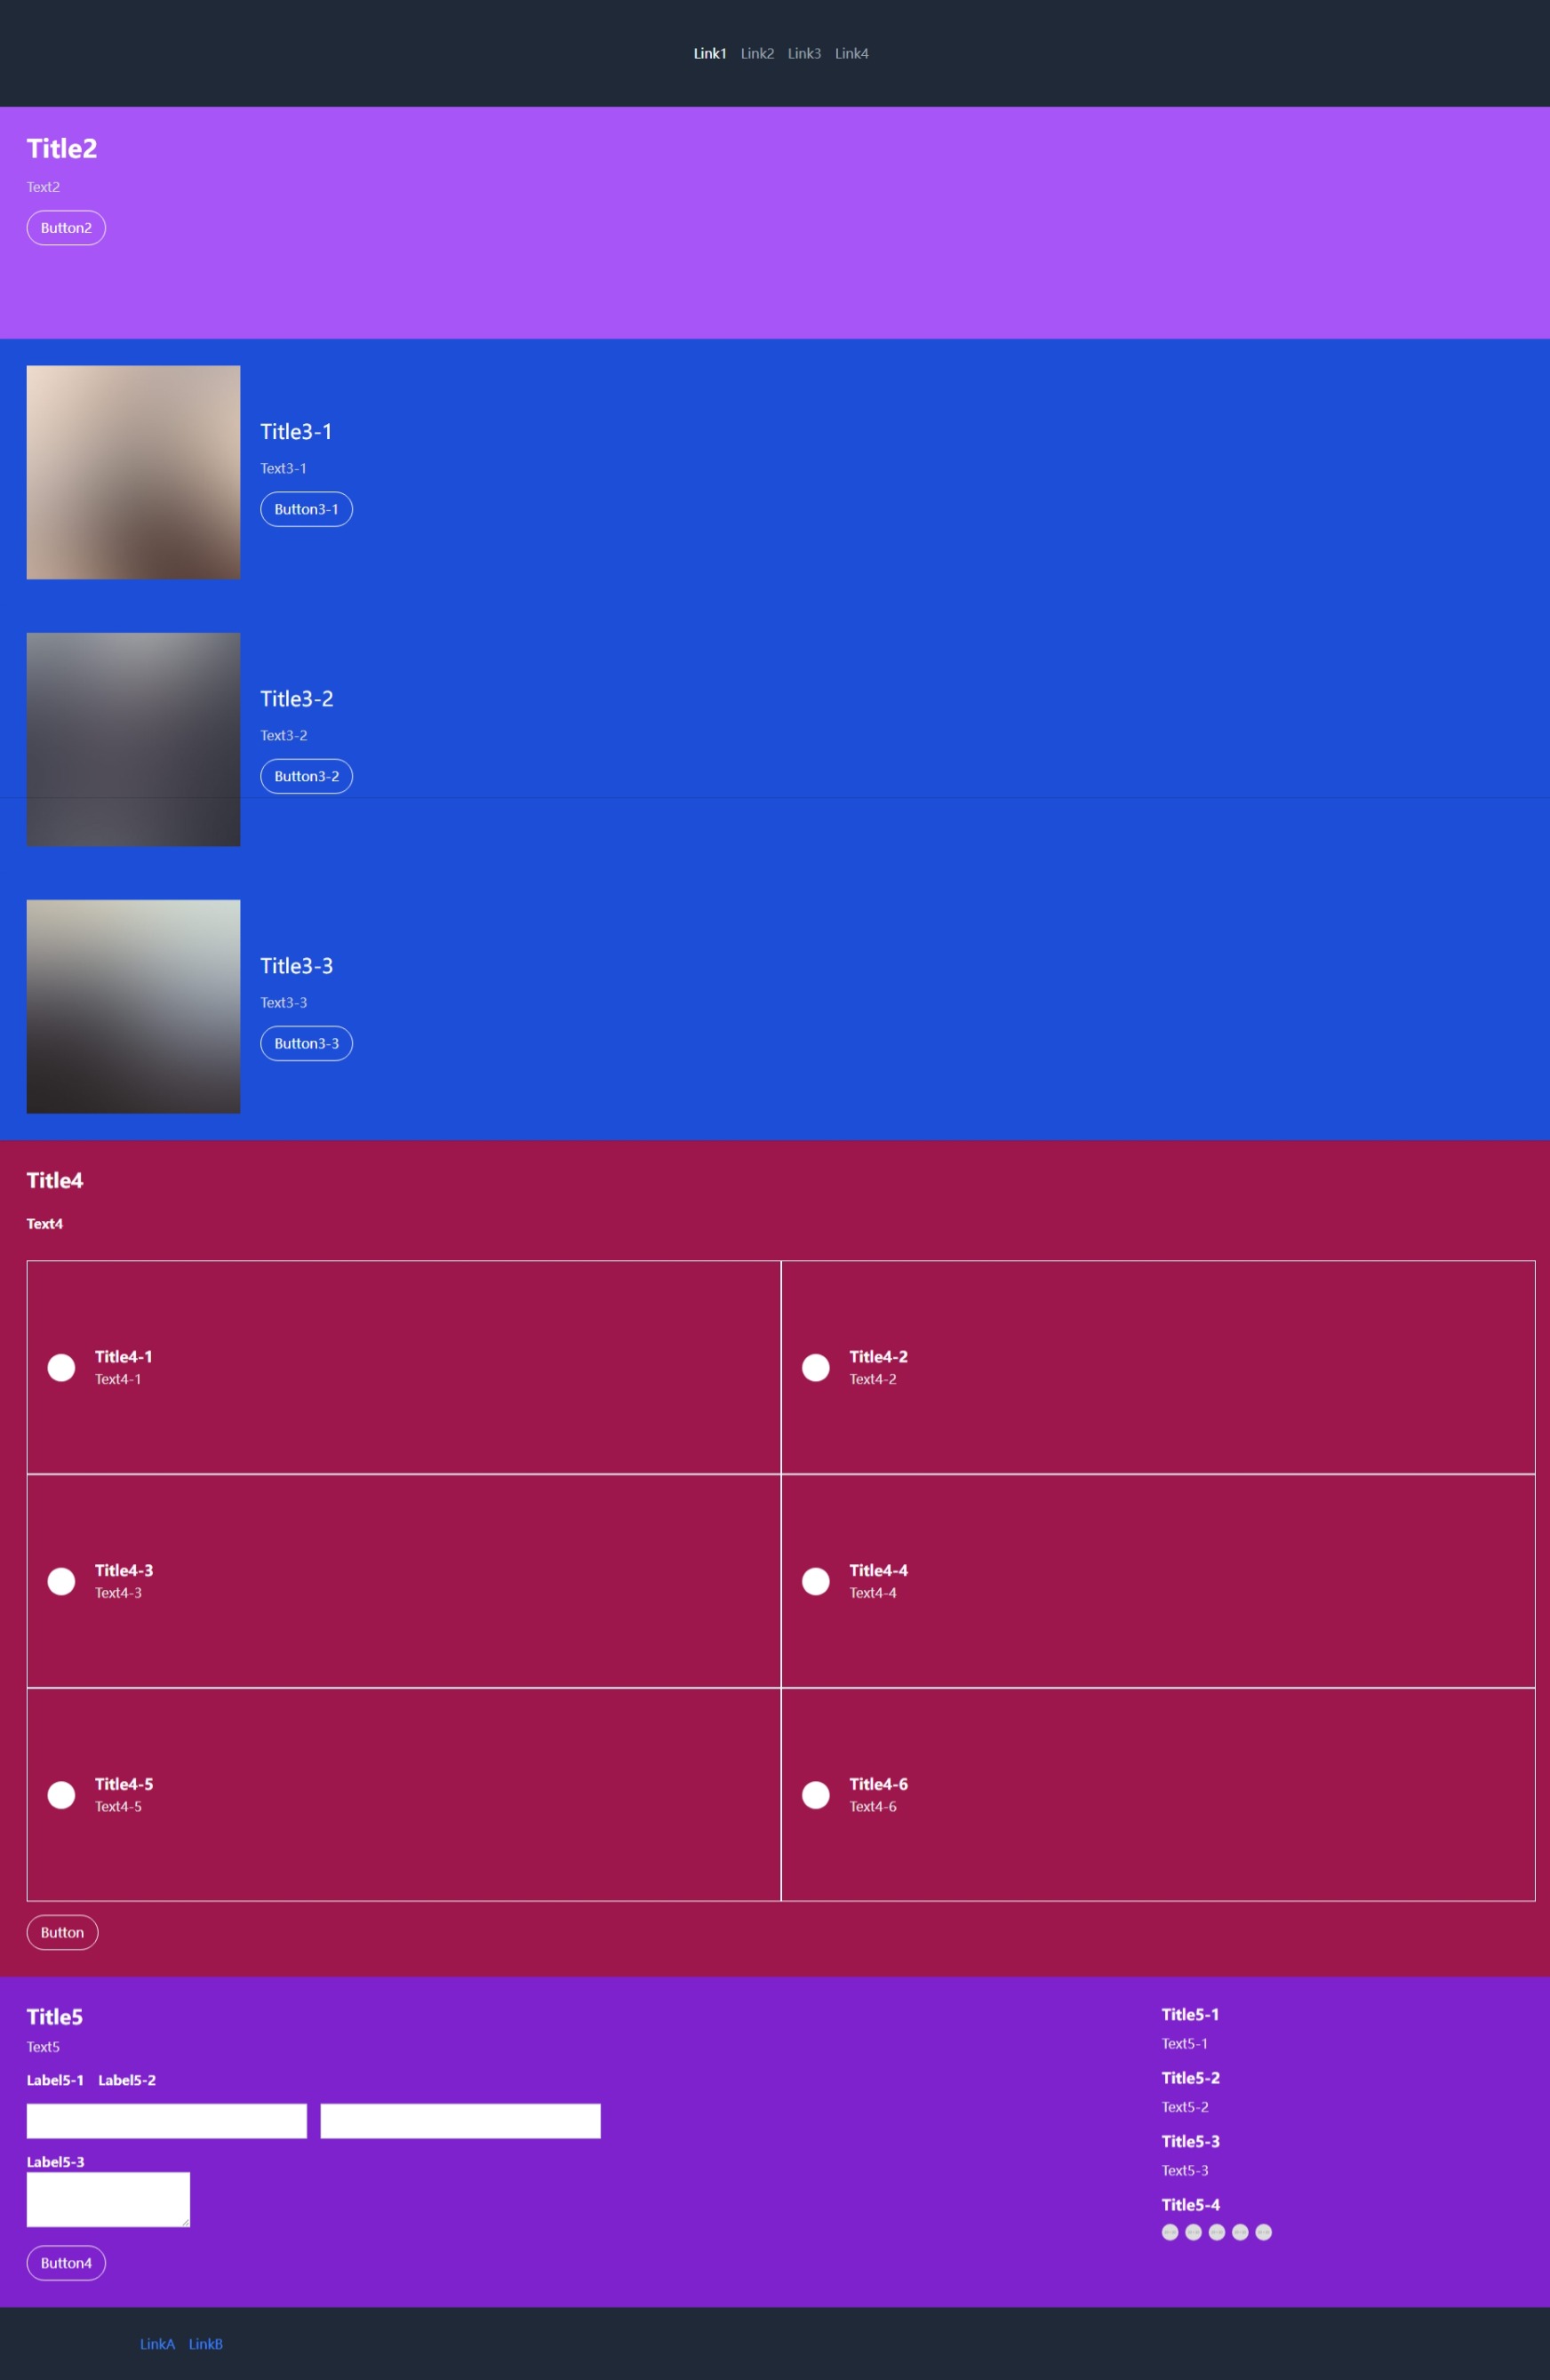 Link1 Link2 Link3 Link4
Title2
Text2
Button2
Title3-1
Text3-1
Button3-1
Title3-2
Text3-2
Button3-2
Title3-3
Text3-3
Button3-3
Title4
Text4
Title4-1
Text4-1
Title4-2
Text4-2
Title4-3
Text4-3
Title4-4
Text4-4
Title4-5
Text4-5
Title4-6
Text4-6
Button
Title5
Text5
Label5-1 Label5-2
Label5-3
Button4
Title5-1
Text5-1
Title5-2
Text5-2
Title5-3
Text5-3
Title5-4
LinkA LinkB